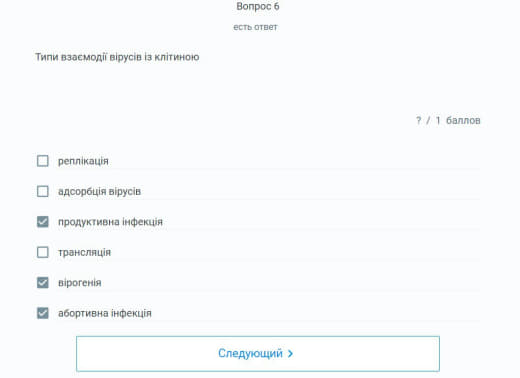 Вопрос 6
есть ответ
Типи взаємодії вірусів із клітиною
? / 1 баллов
реплікація
адсорбція вірусів
продуктивна інфекція
трансляція
вірогенія
абортивна інфекція
Следующий